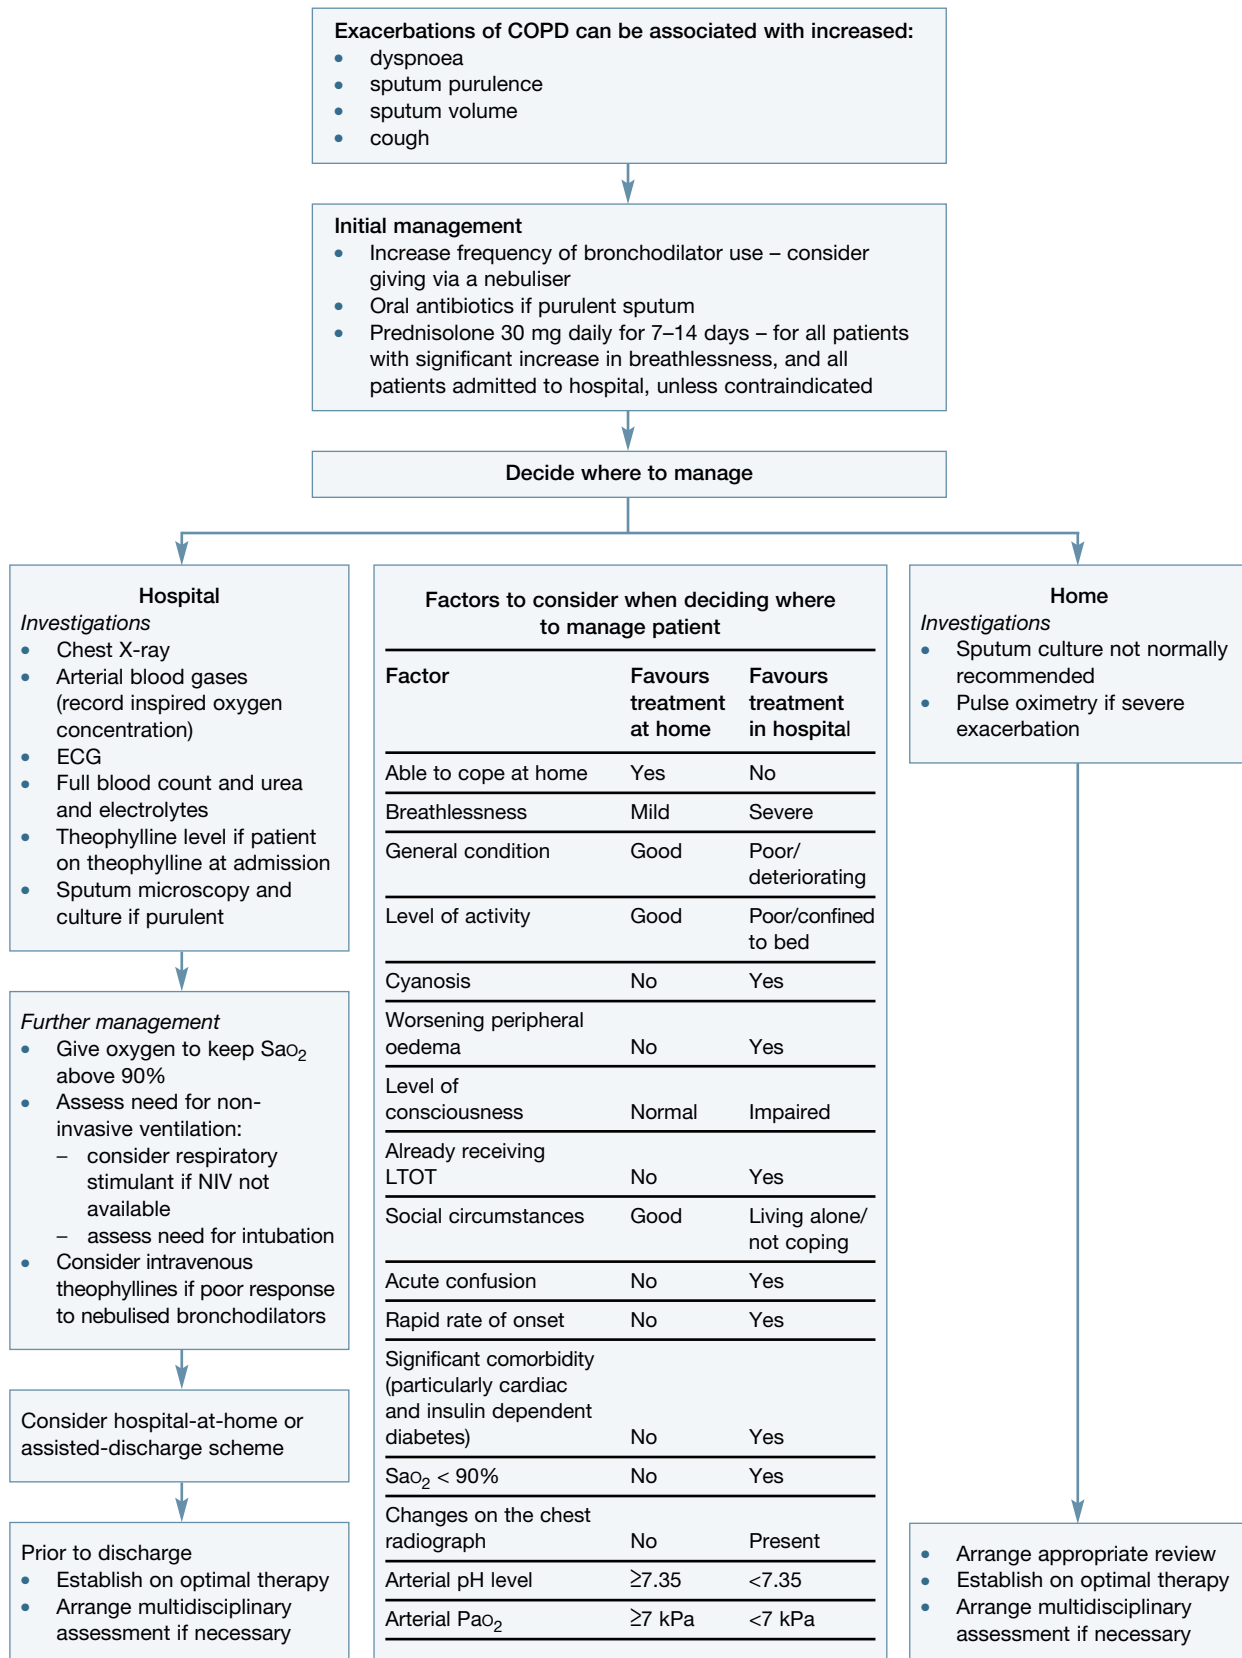 Exacerbations of COPD can be associated with increased:
• dyspnoea
• sputum purulence
• sputum volume
• cough
Initial management
• Increase frequency of bronchodilator use – consider
giving via a nebuliser
• Oral antibiotics if purulent sputum
• Prednisolone 30 mg daily for 7–14 days – for all patients
with significant increase in breathlessness, and all
patients admitted to hospital, unless contraindicated
Decide where to manage
Hospital
Investigations
• Chest X-ray
• Arterial blood gases
(record inspired oxygen
concentration)
• ECG
• Full blood count and urea
and electrolytes
• Theophylline level if patient
on theophylline at admission
• Sputum microscopy and
culture if purulent
Further management
• Give oxygen to keep SaO₂
above 90%
• Assess need for non-
invasive ventilation:
– consider respiratory
stimulant if NIV not
available
– assess need for intubation
• Consider intravenous
theophyllines if poor response
to nebulised bronchodilators
Consider hospital-at-home or
assisted-discharge scheme
Prior to discharge
• Establish on optimal therapy
• Arrange multidisciplinary
assessment if necessary
Factors to consider when deciding where
to manage patient
Factor Favours Favours
treatment treatment
at home in hospital
Able to cope at home Yes No
Breathlessness Mild Severe
General condition Good Poor/
deteriorating
Level of activity Good Poor/confined
to bed
Cyanosis No Yes
Worsening peripheral
oedema No Yes
Level of
consciousness Normal Impaired
Already receiving
LTOT No Yes
Social circumstances Good Living alone/
not coping
Acute confusion No Yes
Rapid rate of onset No Yes
Significant comorbidity
(particularly cardiac
and insulin dependent
diabetes) No Yes
SaO₂ < 90% No Yes
Changes on the chest
radiograph No Present
Arterial pH level ≥7.35 <7.35
Arterial PaO₂ ≥7 kPa <7 kPa
Home
Investigations
• Sputum culture not normally
recommended
• Pulse oximetry if severe
exacerbation
• Arrange appropriate review
• Establish on optimal therapy
• Arrange multidisciplinary
assessment if necessary